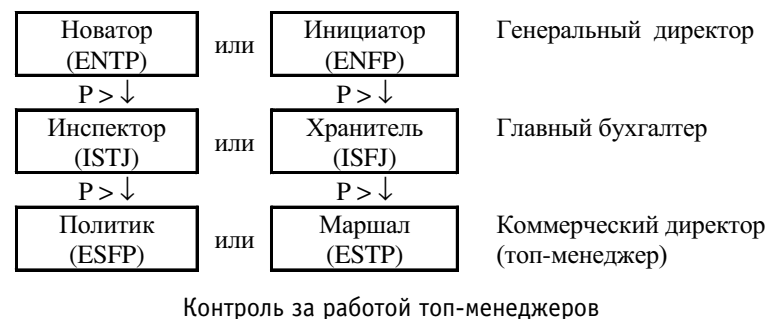 Новатор или Инициатор Генеральный директор
(ENTP) (ENFP)
P > ↓ P > ↓
Инспектор или Хранитель Главный бухгалтер
(ISTJ) (ISFJ)
P > ↓ P > ↓
Политик или Маршал Коммерческий директор
(ESFP) (ESTP) (топ-менеджер)
Контроль за работой топ-менеджеров